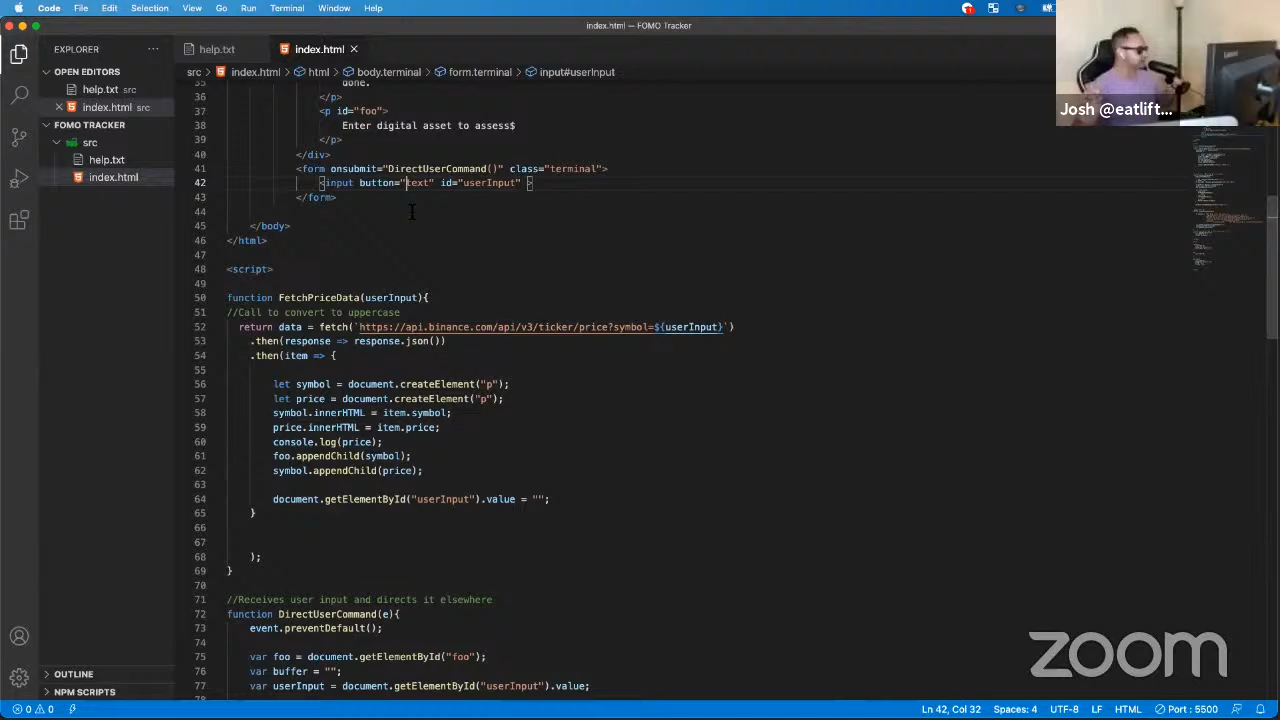 Code File Edit Selection View Go Run Terminal Window Help
index.html — FOMO Tracker
EXPLORER
help.txt
index.html
src > index.html > html > body.terminal > form.terminal > input#userInput
OPEN EDITORS
help.txt src
index.html src
FOMO TRACKER
src
help.txt
index.html
OUTLINE
NPM SCRIPTS
Josh @eatlift...
35 done.
36 </p>
37 <p id="foo">
38 Enter digital asset to assess$
39 </p>
40 </div>
41 <form onsubmit="DirectUserCommand()" class="terminal">
42 <input button="text" id="userInput" >
43 </form>
44
45 </body>
46 </html>
47
48 <script>
49
50 function FetchPriceData(userInput){
51 //Call to convert to uppercase
52 return data = fetch(`https://api.binance.com/api/v3/ticker/price?symbol=${userInput}`)
53 .then(response => response.json())
54 .then(item => {
55
56 let symbol = document.createElement("p");
57 let price = document.createElement("p");
58 symbol.innerHTML = item.symbol;
59 price.innerHTML = item.price;
60 console.log(price);
61 foo.appendChild(symbol);
62 symbol.appendChild(price);
63
64 document.getElementById("userInput").value = "";
65 }
66
67
68 );
69 }
70
71 //Receives user input and directs it elsewhere
72 function DirectUserCommand(e){
73 event.preventDefault();
74
75 var foo = document.getElementById("foo");
76 var buffer = "";
77 var userInput = document.getElementById("userInput").value;
zoom
0 0 Ln 42, Col 32 Spaces: 4 UTF-8 LF HTML Port : 5500